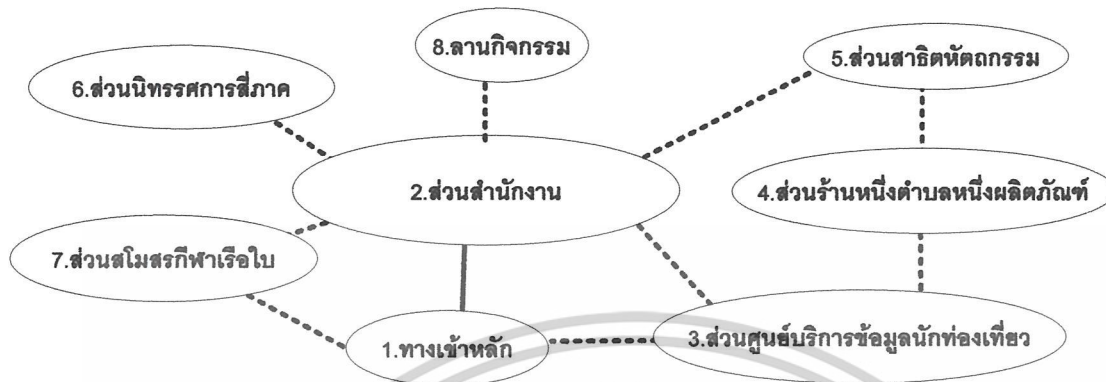 8.ลานกิจกรรม
5.ส่วนสาธิตหัตถกรรม
6.ส่วนนิทรรศการสี่ภาค
2.ส่วนสำนักงาน
4.ส่วนร้านหนึ่งตำบลหนึ่งผลิตภัณฑ์
7.ส่วนสโมสรกีฬาเรือใบ
1.ทางเข้าหลัก
3.ส่วนศูนย์บริการข้อมูลนักท่องเที่ยว